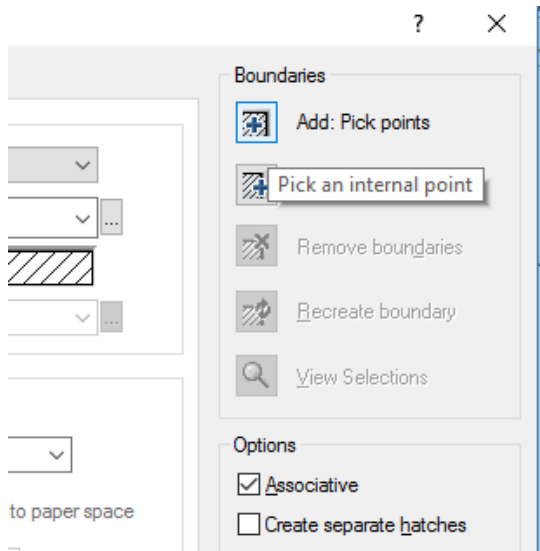 ?
Boundaries
Add: Pick points
Pick an internal point
...
Remove boundaries
...
Recreate boundary
View Selections
Options
Associative
to paper space
Create separate hatches